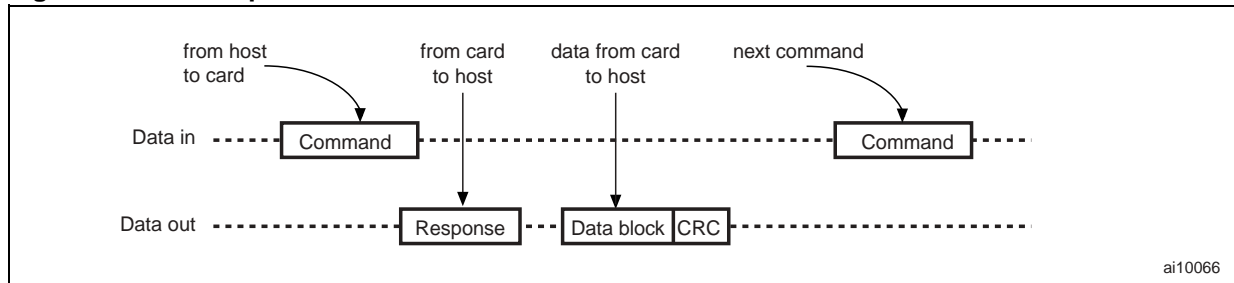 from host
to card
from card
to host
data from card
to host
next command
Data in
Command
Command
Data out
Response
Data block
CRC
ai10066